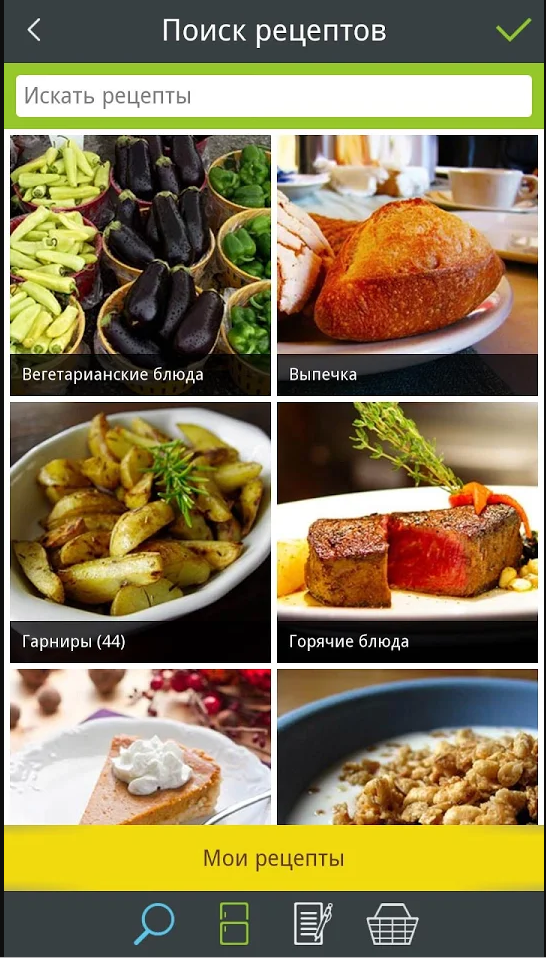 Поиск рецептов
Искать рецепты
Вегетарианские блюда
Выпечка
Гарниры (44)
Горячие блюда
Мои рецепты